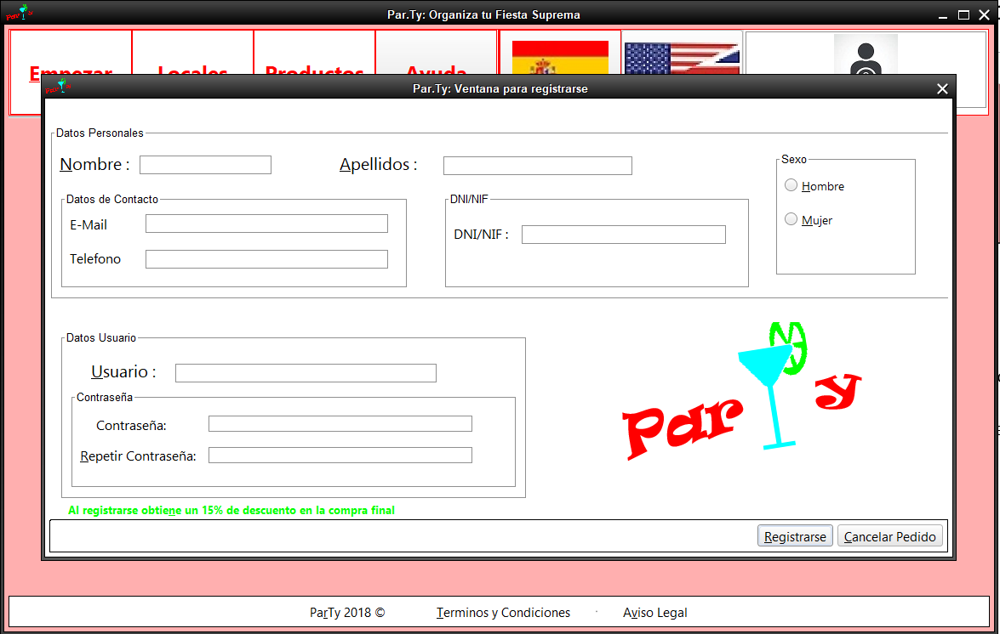 Par.Ty: Organiza tu Fiesta Suprema
Empezar Locales Productos Ayuda
Par.Ty: Ventana para registrarse
Datos Personales
Nombre :
Apellidos :
Sexo
Hombre
Mujer
Datos de Contacto
E-Mail
Telefono
DNI/NIF
DNI/NIF :
Datos Usuario
Usuario :
Contraseña
Contraseña:
Repetir Contraseña:
Par y
Al registrarse obtiene un 15% de descuento en la compra final
Registrarse Cancelar Pedido
ParTy 2018 © Terminos y Condiciones · Aviso Legal